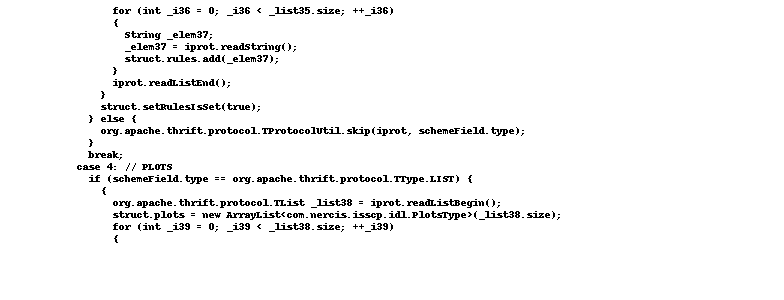 for (int _i36 = 0; _i36 < _list35.size; ++_i36)
{
String _elem37;
_elem37 = iprot.readString();
struct.rules.add(_elem37);
}
iprot.readListEnd();
}
struct.setRulesIsSet(true);
} else {
org.apache.thrift.protocol.TProtocolUtil.skip(iprot, schemeField.type);
}
break;
case 4: // PLOTS
if (schemeField.type == org.apache.thrift.protocol.TType.LIST) {
{
org.apache.thrift.protocol.TList _list38 = iprot.readListBegin();
struct.plots = new ArrayList<com.nercis.isscp.idl.PlotsType>(_list38.size);
for (int _i39 = 0; _i39 < _list38.size; ++_i39)
{